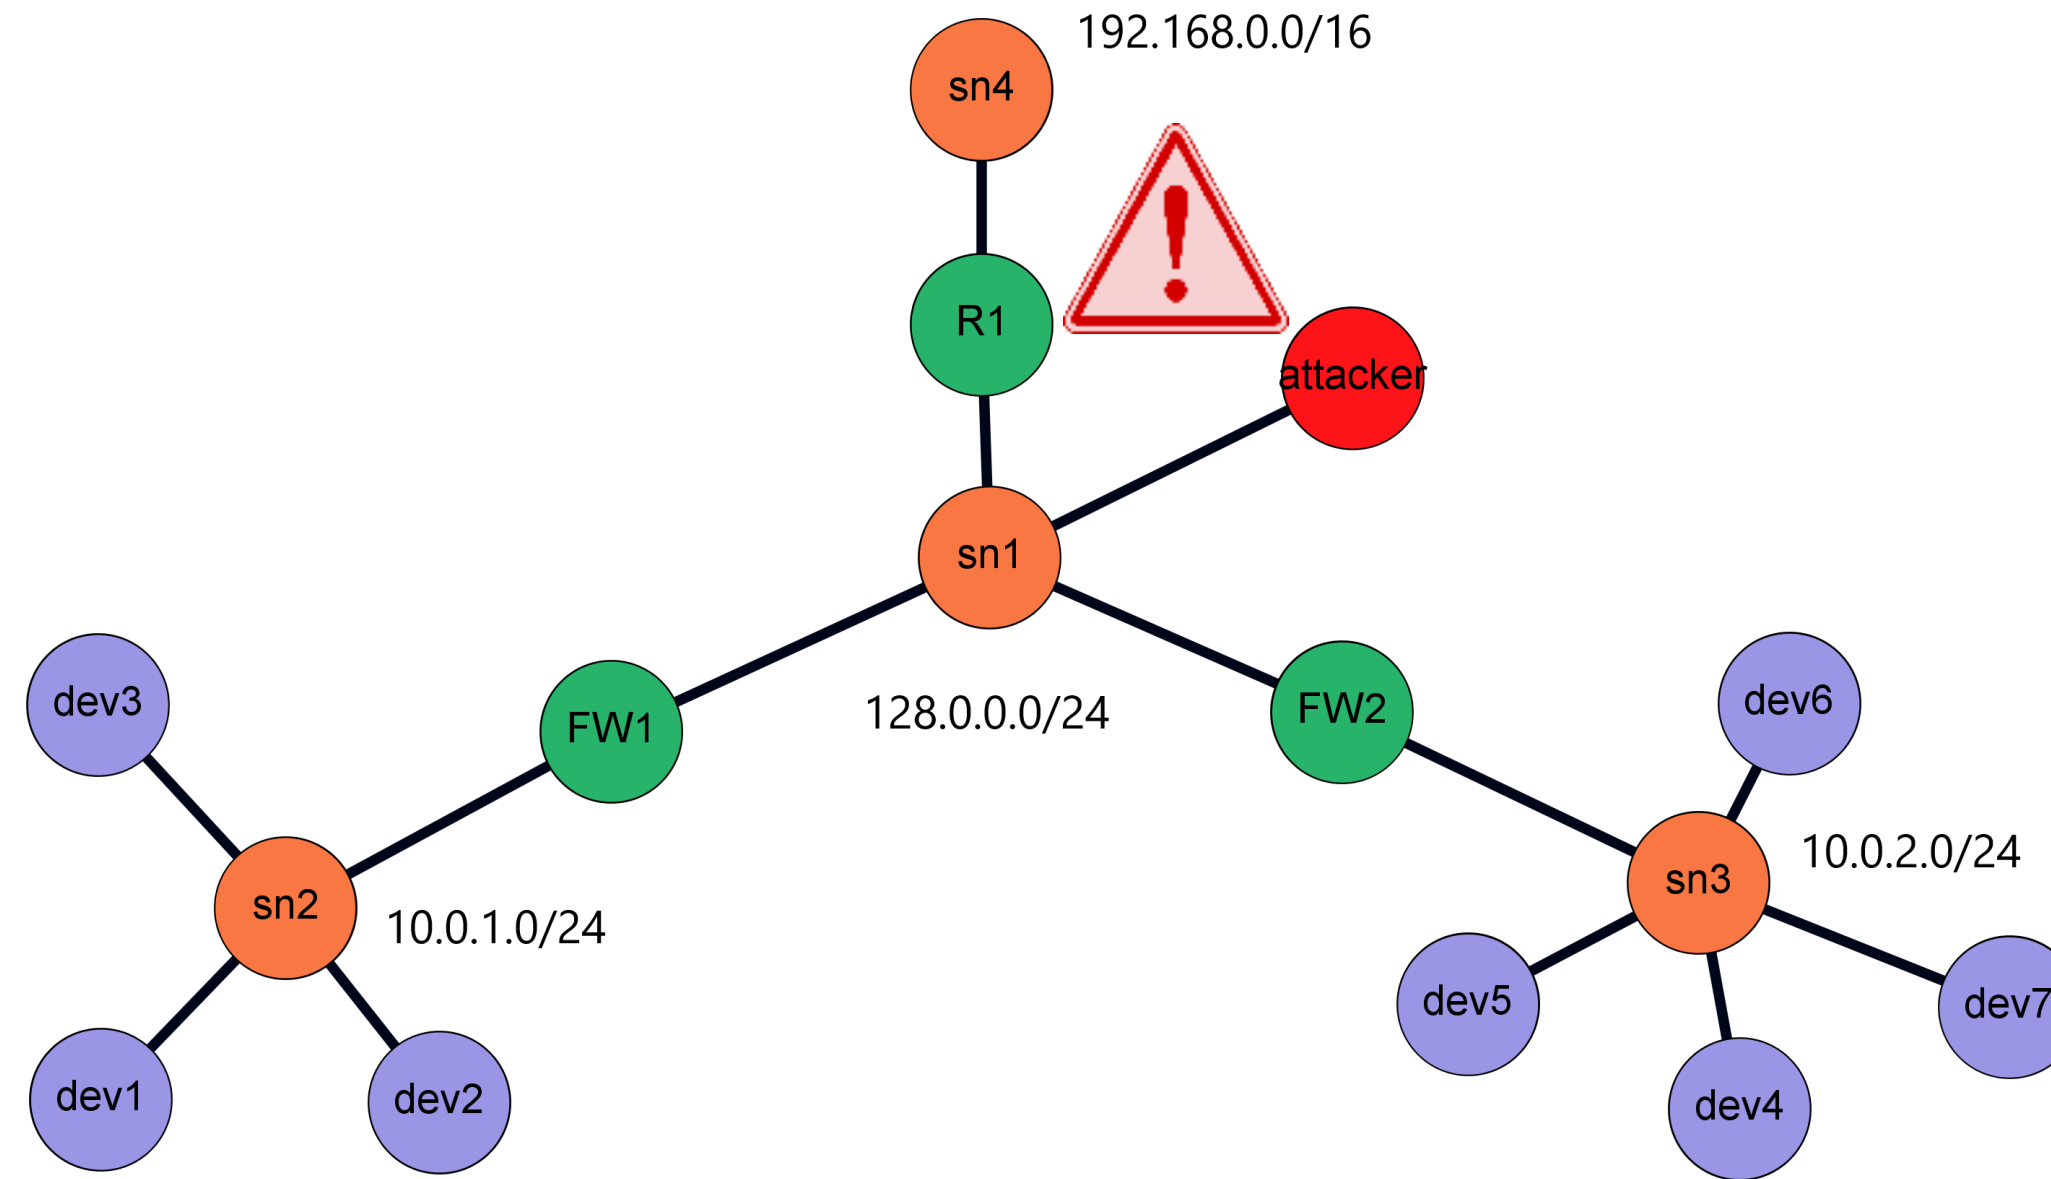 192.168.0.0/16
sn4
R1
attacker
sn1
dev3
FW1
128.0.0.0/24
FW2
dev6
sn2
10.0.1.0/24
sn3
10.0.2.0/24
dev5
dev7
dev1
dev2
dev4